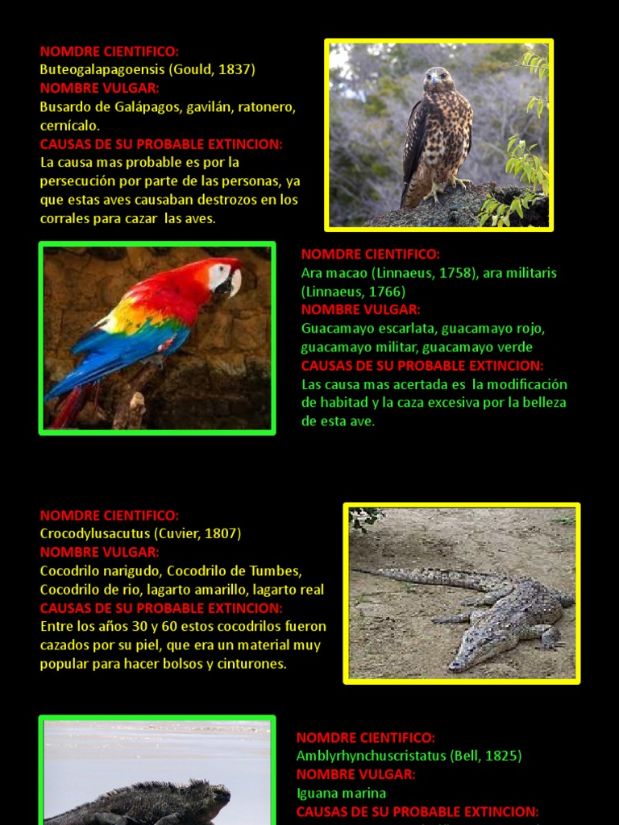 NOMDRE CIENTIFICO:
Buteogalapagoensis (Gould, 1837)
NOMBRE VULGAR:
Busardo de Galápagos, gavilán, ratonero,
cernícalo.
CAUSAS DE SU PROBABLE EXTINCION:
La causa mas probable es por la
persecución por parte de las personas, ya
que estas aves causaban destrozos en los
corrales para cazar las aves.
NOMDRE CIENTIFICO:
Ara macao (Linnaeus, 1758), ara militaris
(Linnaeus, 1766)
NOMBRE VULGAR:
Guacamayo escarlata, guacamayo rojo,
guacamayo militar, guacamayo verde
CAUSAS DE SU PROBABLE EXTINCION:
Las causa mas acertada es la modificación
de habitad y la caza excesiva por la belleza
de esta ave.
NOMDRE CIENTIFICO:
Crocodylusacutus (Cuvier, 1807)
NOMBRE VULGAR:
Cocodrilo narigudo, Cocodrilo de Tumbes,
Cocodrilo de rio, lagarto amarillo, lagarto real
CAUSAS DE SU PROBABLE EXTINCION:
Entre los años 30 y 60 estos cocodrilos fueron
cazados por su piel, que era un material muy
popular para hacer bolsos y cinturones.
NOMDRE CIENTIFICO:
Amblyrhynchuscristatus (Bell, 1825)
NOMBRE VULGAR:
Iguana marina
CAUSAS DE SU PROBABLE EXTINCION: